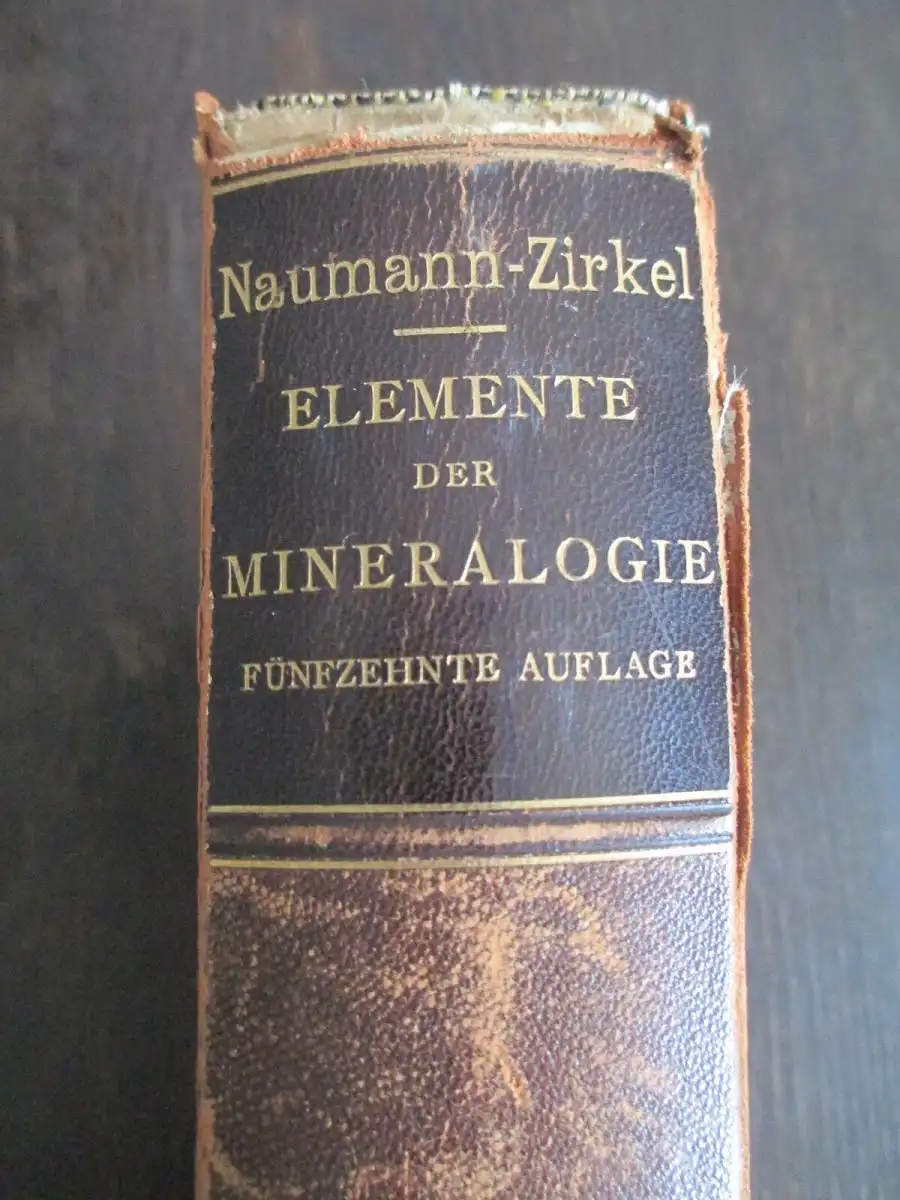 Naumann-Zirkel
ELEMENTE
DER
MINERALOGIE
FÜNFZEHNTE AUFLAGE